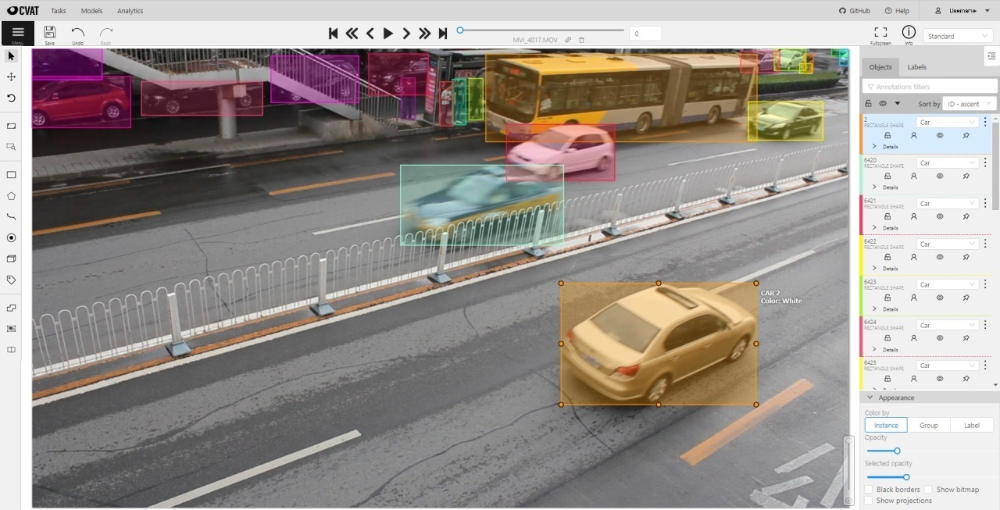 CVAT
Tasks
Models
Analytics
GitHub
Help
Username
Menu
Save
Undo
Redo
MVI_4017.MOV
0
Fullscreen
Info
Standard
Objects
Labels
Annotations filters
Sort by
ID - ascent
2
RECTANGLE SHAPE
Car
Details
6420
RECTANGLE SHAPE
Car
Details
6421
RECTANGLE SHAPE
Car
Details
6422
RECTANGLE SHAPE
Car
Details
6423
RECTANGLE SHAPE
Car
Details
6424
RECTANGLE SHAPE
Car
Details
6425
RECTANGLE SHAPE
Car
CAR 2
Color: White
Appearance
Color by
Instance
Group
Label
Opacity
Selected opacity
Black borders
Show bitmap
Show projections